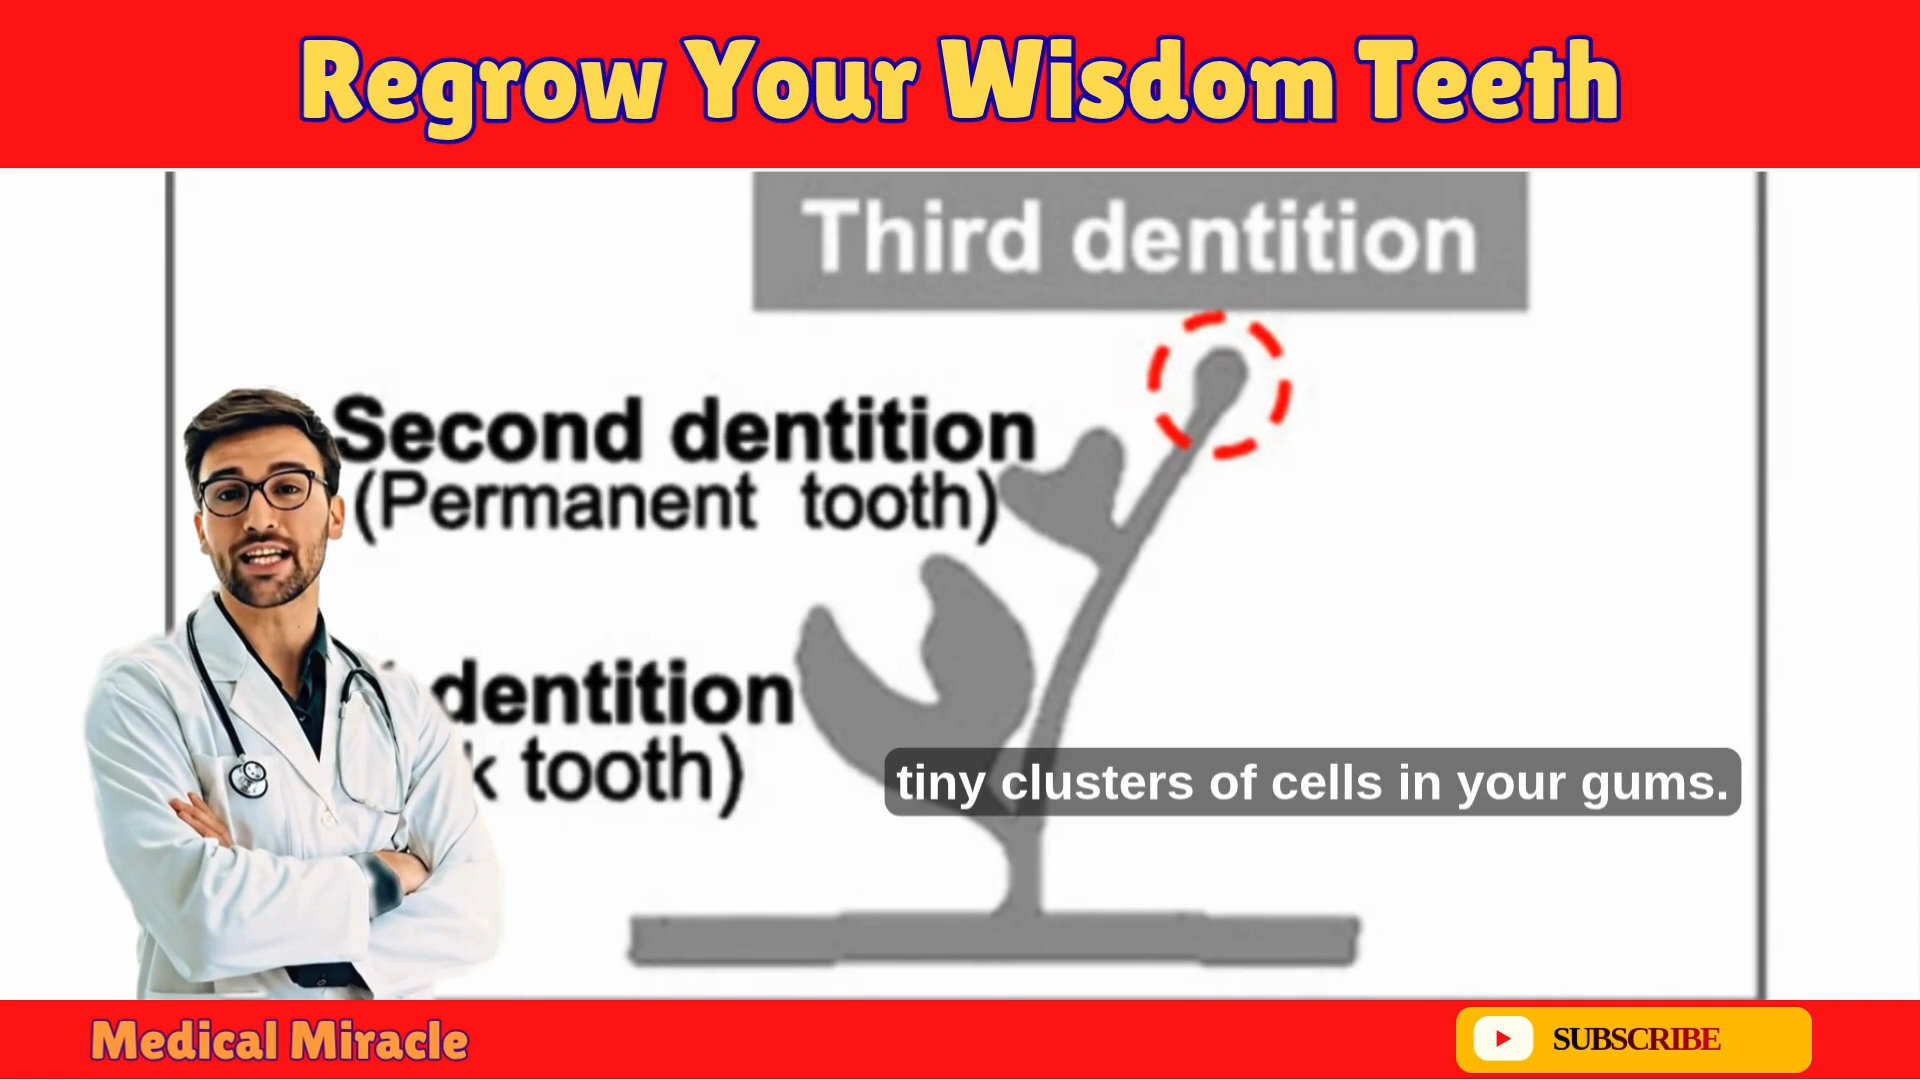 Regrow Your Wisdom Teeth
Third dentition
Second dentition
(Permanent tooth)
dentition
tooth)
tiny clusters of cells in your gums.
Medical Miracle
SUBSCRIBE